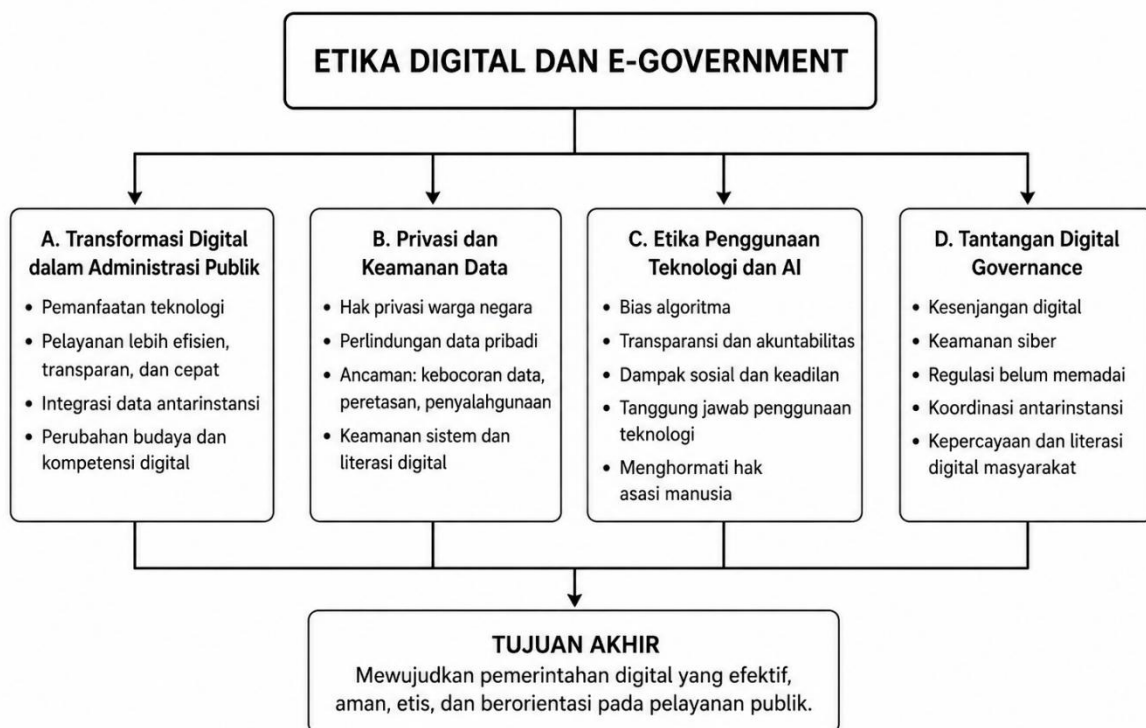 ETIKA DIGITAL DAN E-GOVERNMENT
A. Transformasi Digital
dalam Administrasi Publik
• Pemanfaatan teknologi
• Pelayanan lebih efisien,
transparan, dan cepat
• Integrasi data antarinstansi
• Perubahan budaya dan
kompetensi digital
B. Privasi dan
Keamanan Data
• Hak privasi warga negara
• Perlindungan data pribadi
• Ancaman: kebocoran data,
peretasan, penyalahgunaan
• Keamanan sistem dan
literasi digital
C. Etika Penggunaan
Teknologi dan AI
• Bias algoritma
• Transparansi dan akuntabilitas
• Dampak sosial dan keadilan
• Tanggung jawab penggunaan
teknologi
• Menghormati hak
asasi manusia
D. Tantangan Digital
Governance
• Kesenjangan digital
• Keamanan siber
• Regulasi belum memadai
• Koordinasi antarinstansi
• Kepercayaan dan literasi
digital masyarakat
TUJUAN AKHIR
Mewujudkan pemerintahan digital yang efektif,
aman, etis, dan berorientasi pada pelayanan publik.